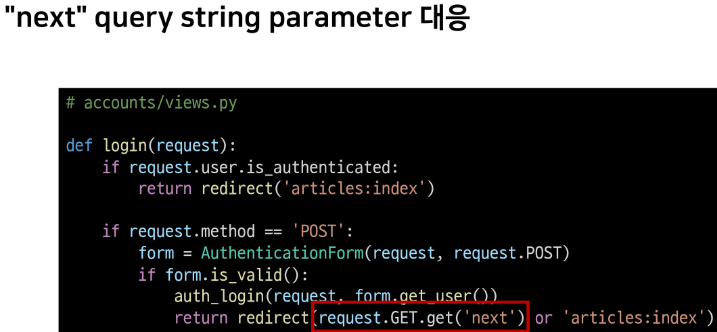 "next" query string parameter 대응
# accounts/views.py
def login(request):
if request.user.is_authenticated:
return redirect('articles:index')
if request.method == 'POST':
form = AuthenticationForm(request, request.POST)
if form.is_valid():
auth_login(request, form.get_user())
return redirect(request.GET.get('next') or 'articles:index')